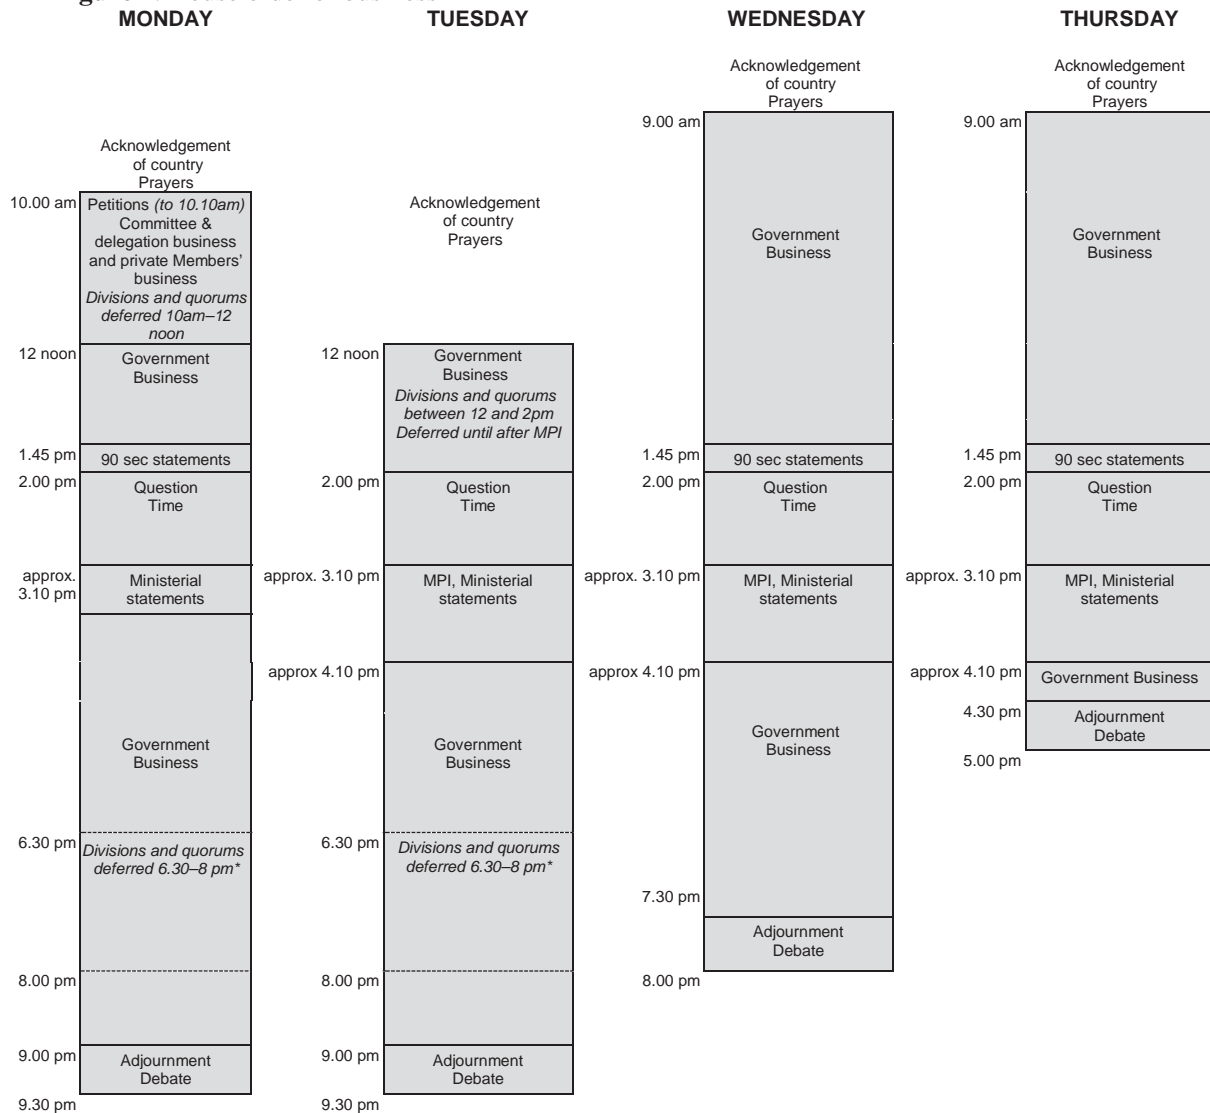 MONDAY
Acknowledgement
of country
Prayers
10.00 am
Petitions (to 10.10am)
Committee &
delegation business
and private Members’
business
Divisions and quorums
deferred 10am–12
noon
12 noon
Government
Business
1.45 pm
90 sec statements
2.00 pm
Question
Time
approx.
3.10 pm
Ministerial
statements
Government
Business
6.30 pm
Divisions and quorums
deferred 6.30–8 pm*
8.00 pm
9.00 pm
Adjournment
Debate
9.30 pm
TUESDAY
Acknowledgement
of country
Prayers
12 noon
Government
Business
Divisions and quorums
between 12 and 2pm
Deferred until after MPI
2.00 pm
Question
Time
approx. 3.10 pm
MPI, Ministerial
statements
approx 4.10 pm
Government
Business
6.30 pm
Divisions and quorums
deferred 6.30–8 pm*
8.00 pm
9.00 pm
Adjournment
Debate
9.30 pm
WEDNESDAY
Acknowledgement
of country
Prayers
9.00 am
Government
Business
1.45 pm
90 sec statements
2.00 pm
Question
Time
approx. 3.10 pm
MPI, Ministerial
statements
approx 4.10 pm
Government
Business
7.30 pm
Adjournment
Debate
8.00 pm
THURSDAY
Acknowledgement
of country
Prayers
9.00 am
Government
Business
1.45 pm
90 sec statements
2.00 pm
Question
Time
approx. 3.10 pm
MPI, Ministerial
statements
approx 4.10 pm
Government Business
4.30 pm
Adjournment
Debate
5.00 pm